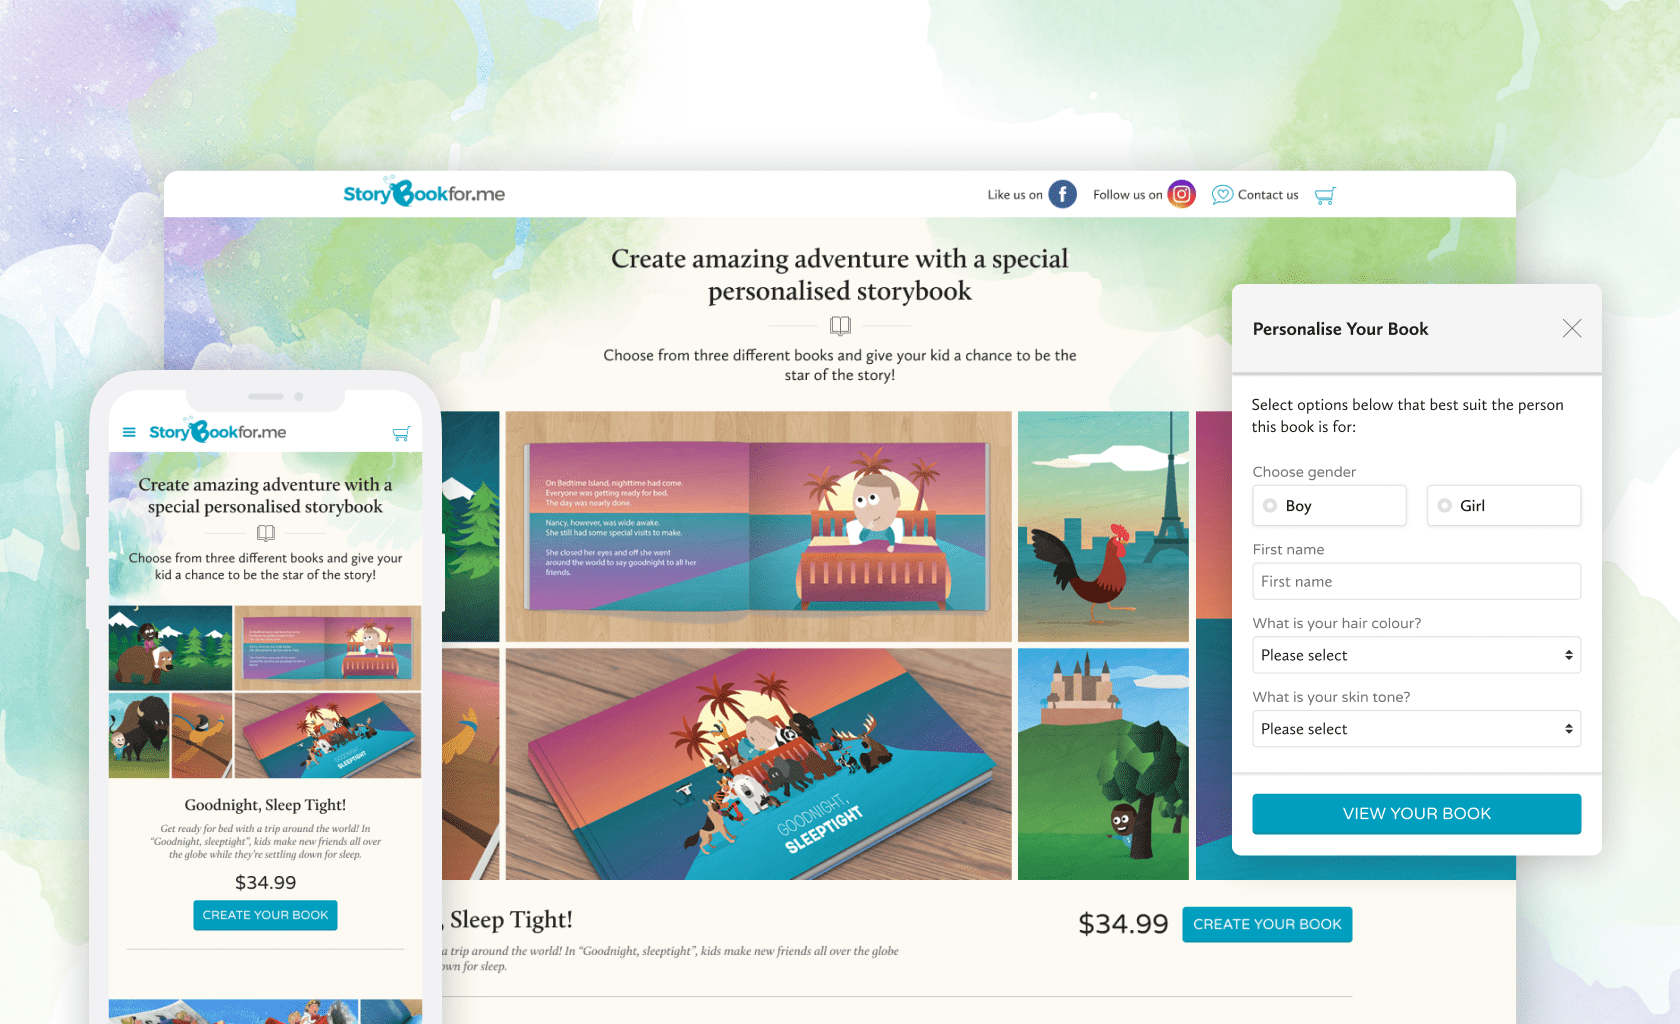 StoryBookfor.me
Like us on
Follow us on
Contact us
Create amazing adventure with a special
personalised storybook
Choose from three different books and give your kid a chance to be the
star of the story!
On Bedtime Island, nighttime had come.
Everyone was getting ready for bed.
The day was nearly done.
Nancy, however, was wide awake.
She still had some special visits to make.
She closed her eyes and off she went
around the world to say goodnight to all her
friends.
GOODNIGHT,
SLEEPTIGHT
, Sleep Tight!
a trip around the world! In “Goodnight, sleeptight”, kids make new friends all over the globe
own for sleep.
$34.99
CREATE YOUR BOOK
Personalise Your Book
Select options below that best suit the person
this book is for:
Choose gender
Boy
Girl
First name
First name
What is your hair colour?
Please select
What is your skin tone?
Please select
VIEW YOUR BOOK
StoryBookfor.me
Create amazing adventure with a
special personalised storybook
Choose from three different books and give your
kid a chance to be the star of the story!
GOODNIGHT,
SLEEPTIGHT
Goodnight, Sleep Tight!
Get ready for bed with a trip around the world! In
“Goodnight, sleeptight”, kids make new friends all over
the globe while they’re settling down for sleep.
$34.99
CREATE YOUR BOOK